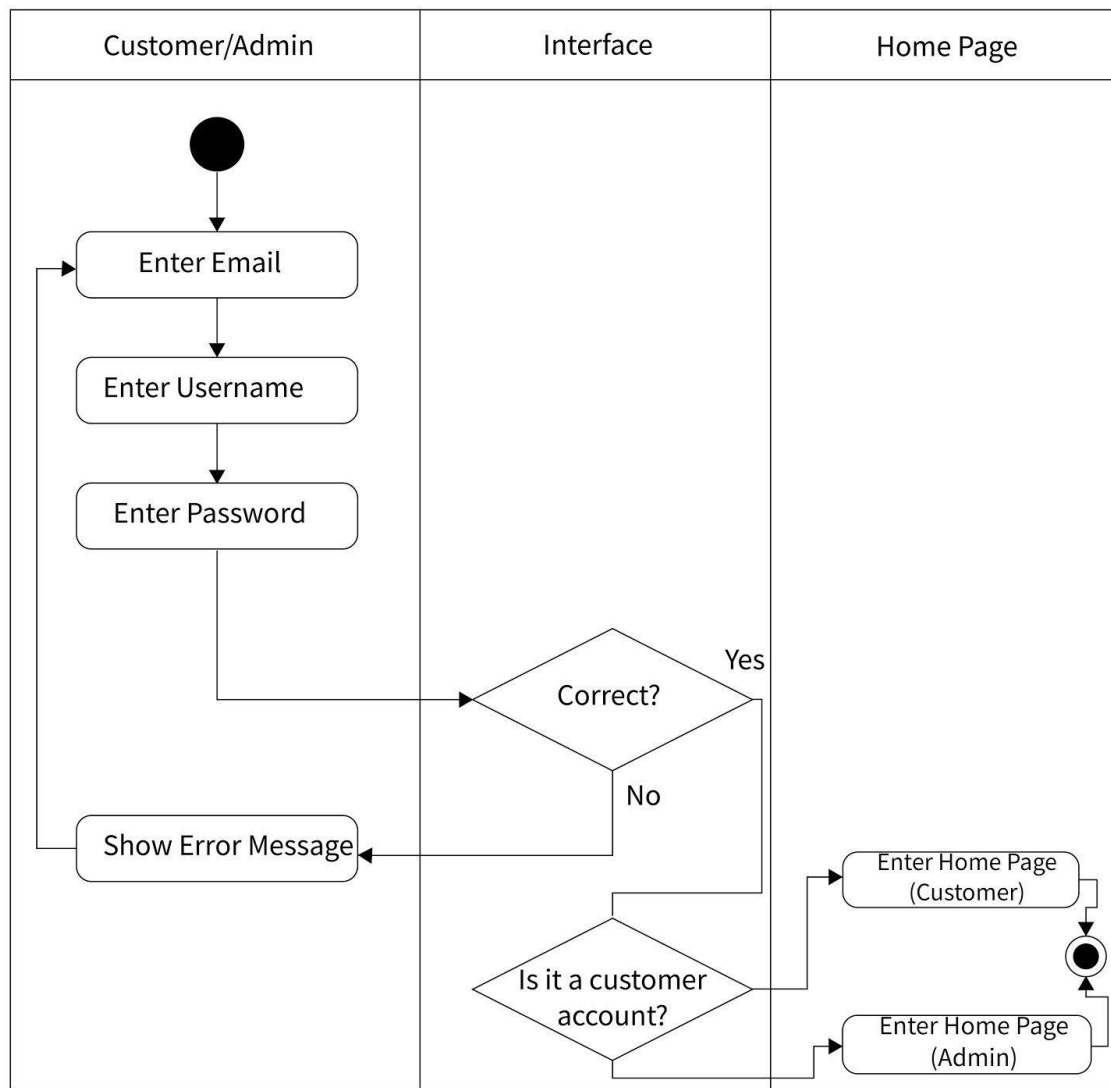 Customer/Admin
Interface
Home Page
Enter Email
Enter Username
Enter Password
Yes
Correct?
No
Show Error Message
Enter Home Page
(Customer)
Is it a customer
account?
Enter Home Page
(Admin)